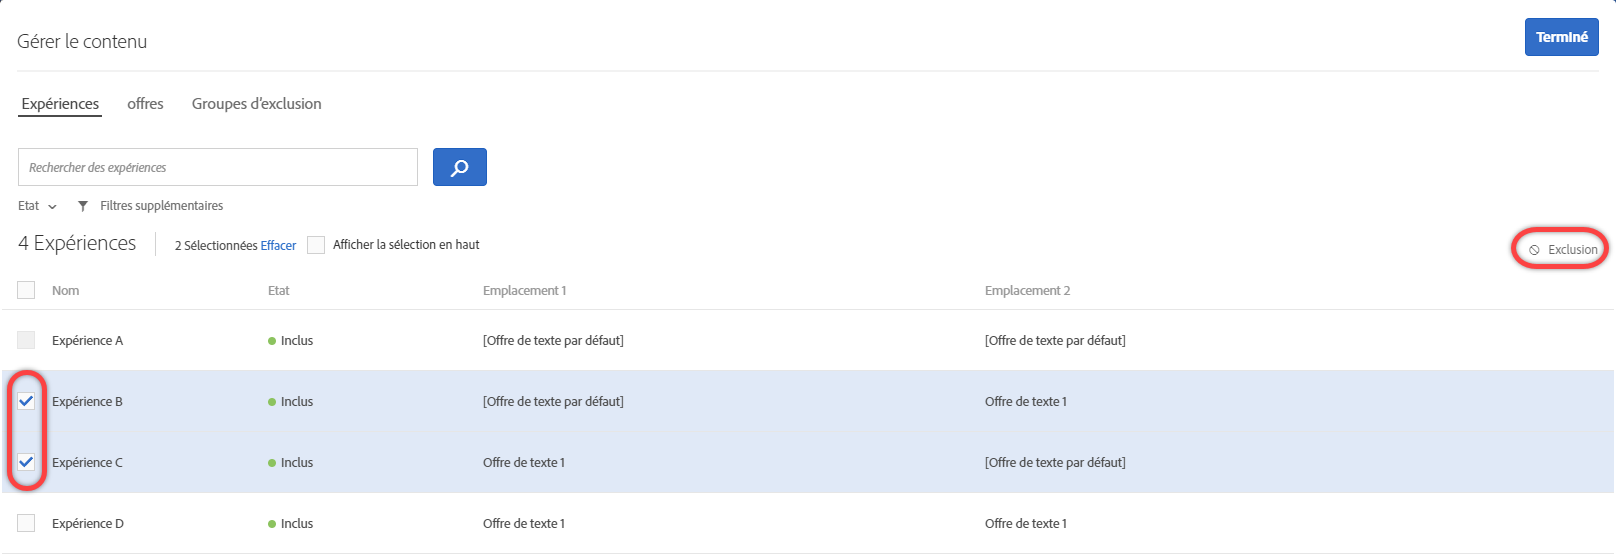 Gérer le contenu
Terminé
Expériences offres Groupes d'exclusion
Rechercher des expériences
Etat Filtres supplémentaires
4 Expériences 2 Sélectionnées Effacer Afficher la sélection en haut Exclusion
Nom Etat Emplacement 1 Emplacement 2
Expérience A Inclus [Offre de texte par défaut] [Offre de texte par défaut]
Expérience B Inclus [Offre de texte par défaut] Offre de texte 1
Expérience C Inclus Offre de texte 1 [Offre de texte par défaut]
Expérience D Inclus Offre de texte 1 Offre de texte 1